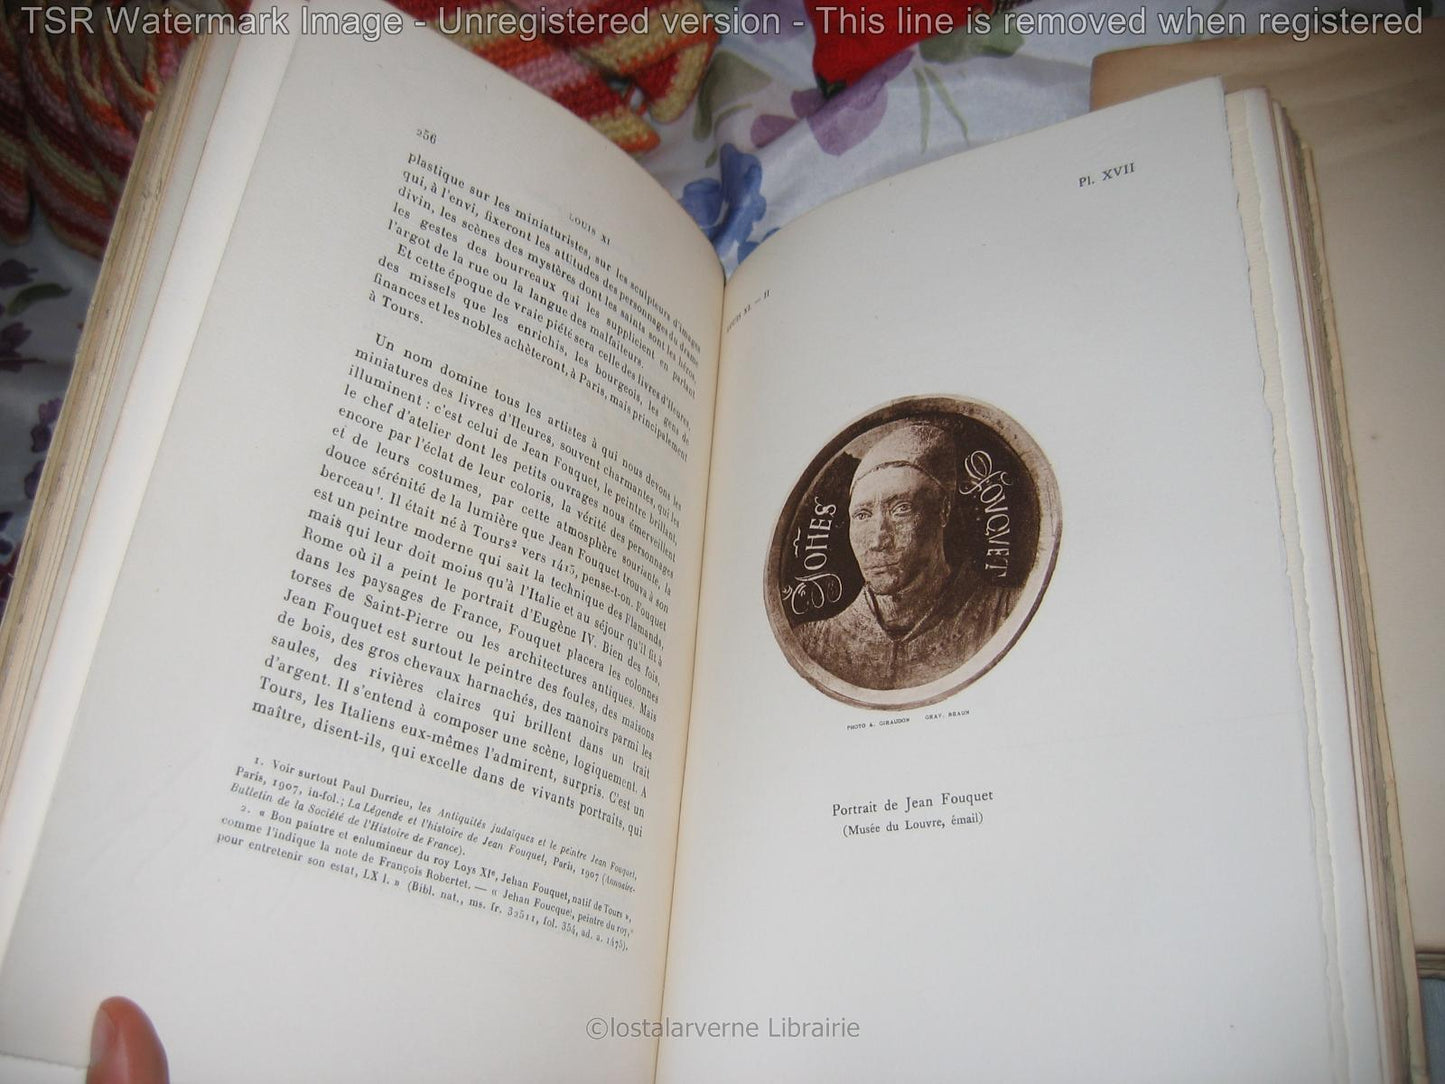 TSR Watermark Image - Unregistered version - This line is removed when registered
256
LOUIS XI
plastique sur les miniaturistes, sur les sculpteurs d'images
qui, à l'envi, fixeront les attitudes des personnages du drame
divin, les scènes des mystères dont les saints sont les héros,
les gestes des bourreaux qui les supplicient en parlant
l'argot de la rue ou la langue des malfaiteurs.
Et cette époque de vraie piété sera celle des livres d'Heures,
des missels que les enrichis, les bourgeois, les gens de
finances et les nobles achèteront, à Paris, mais principalement
à Tours.
Un nom domine tous les artistes à qui nous devons les
miniatures des livres d'Heures, souvent charmantes, qui les
illuminent : c'est celui de Jean Fouquet, le peintre brillant,
le chef d'atelier dont les petits ouvrages nous émerveillent
encore par l'éclat de leur coloris, la vérité des personnages
et de leurs costumes, par cette atmosphère souriante, la
douce sérénité de la lumière que Jean Fouquet trouva à son
berceau¹. Il était né à Tours² vers 1415, pense-t-on. Fouquet
est un peintre moderne qui sait la technique des Flamands,
mais qui leur doit moins qu'à l'Italie et au séjour qu'il fit à
Rome où il a peint le portrait d'Eugène IV. Bien des fois,
dans les paysages de France, Fouquet placera les colonnes
torses de Saint-Pierre ou les architectures antiques. Mais
Jean Fouquet est surtout le peintre des foules, des maisons
de bois, des gros chevaux harnachés, des manoirs parmi les
saules, des rivières claires qui brillent dans un trait
d'argent. Il s'entend à composer une scène, logiquement. A
Tours, les Italiens eux-mêmes l'admirent, surpris. C'est un
maître, disent-ils, qui excelle dans de vivants portraits, qui
1. Voir surtout Paul Durrieu, les Antiquités judaïques et le peintre Jean Fouquet,
Paris, 1907, in-fol.; La Légende et l'histoire de Jean Fouquet, Paris, 1907 (Annuaire-
Bulletin de la Société de l'Histoire de France).
2. « Bon paintre et enlumineur du roy Loys XIᵉ, Jehan Fouquet, natif de Tours »,
comme l'indique la note de François Robertet. — « Jehan Foucquet, peintre du roy,
pour entretenir son estat, LX l. » (Bibl. nat., ms. fr. 32511, fol. 354, ad. a. 1475).
Pl. XVII
LOUIS XI. — II
JOHES
FOUQUET
PHOTO A. GIRAUDON GRAV. BRAUN
Portrait de Jean Fouquet
(Musée du Louvre, émail)
©lostalarverne Librairie